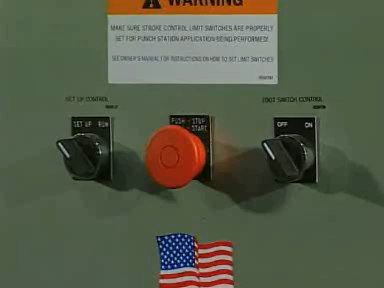 WARNING
MAKE SURE STROKE CONTROL LIMIT SWITCHES ARE PROPERLY
SET FOR PUNCH STATION APPLICATION BEING PERFORMED.
SEE OWNER'S MANUAL FOR INSTRUCTIONS ON HOW TO SET LIMIT SWITCHES
SET UP CONTROL
FOOT SWITCH CONTROL
SET UP RUN
PUSH - STOP
START
OFF ON